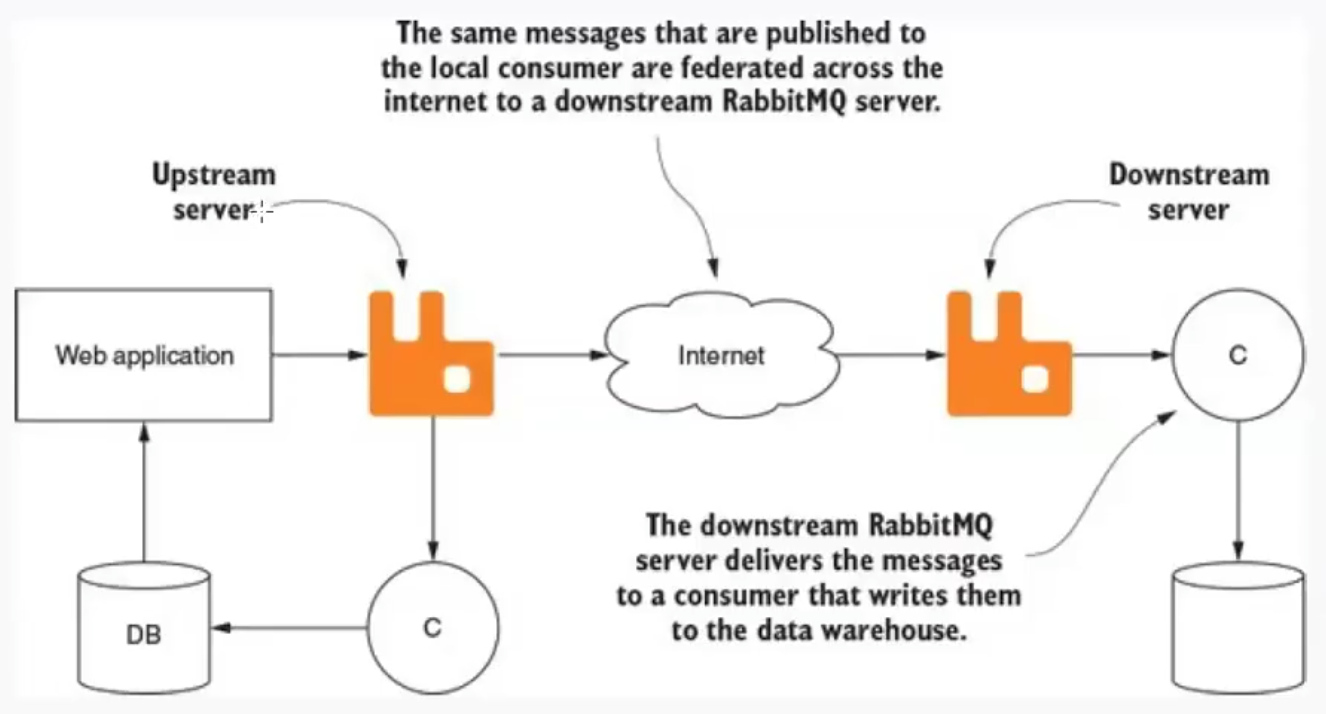 The same messages that are published to
the local consumer are federated across the
internet to a downstream RabbitMQ server.
Upstream
server
Downstream
server
Web application
Internet
C
The downstream RabbitMQ
server delivers the messages
to a consumer that writes them
to the data warehouse.
DB
C